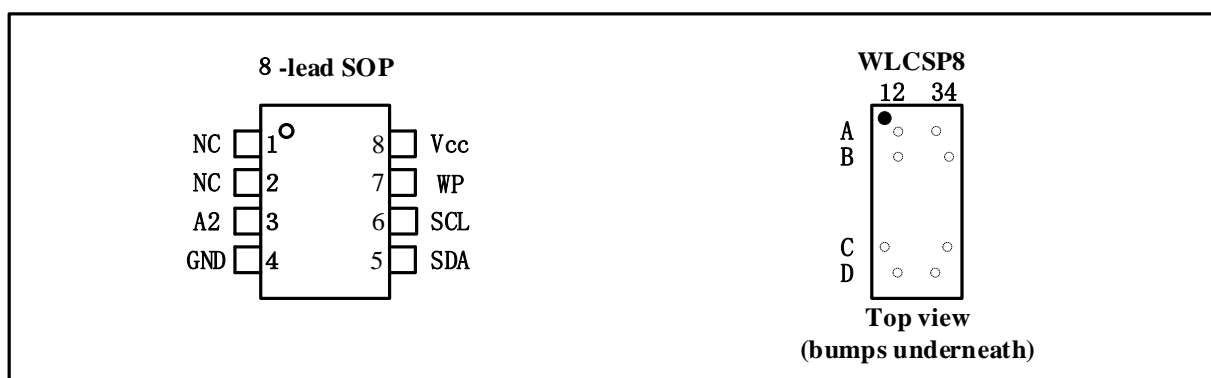 8 -lead SOP
NC 1 8 Vcc
NC 2 7 WP
A2 3 6 SCL
GND 4 5 SDA
WLCSP8
12 34
A
B
C
D
Top view
(bumps underneath)